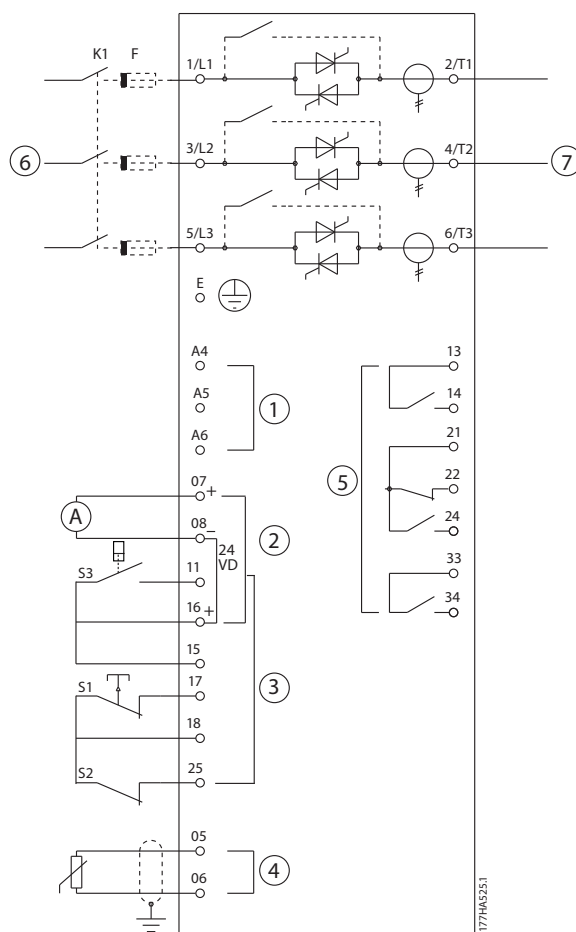 K1 F 1/L1 2/T1
6 3/L2 4/T2 7
5/L3 6/T3
E
A4 13
A5 1 14
A6 21
5 22
07 + 24
A 08 – 2
24
VD
S3 11 33
16 + 34
15
3
S1 17
18
S2 25
05
4
06
177HA525.1